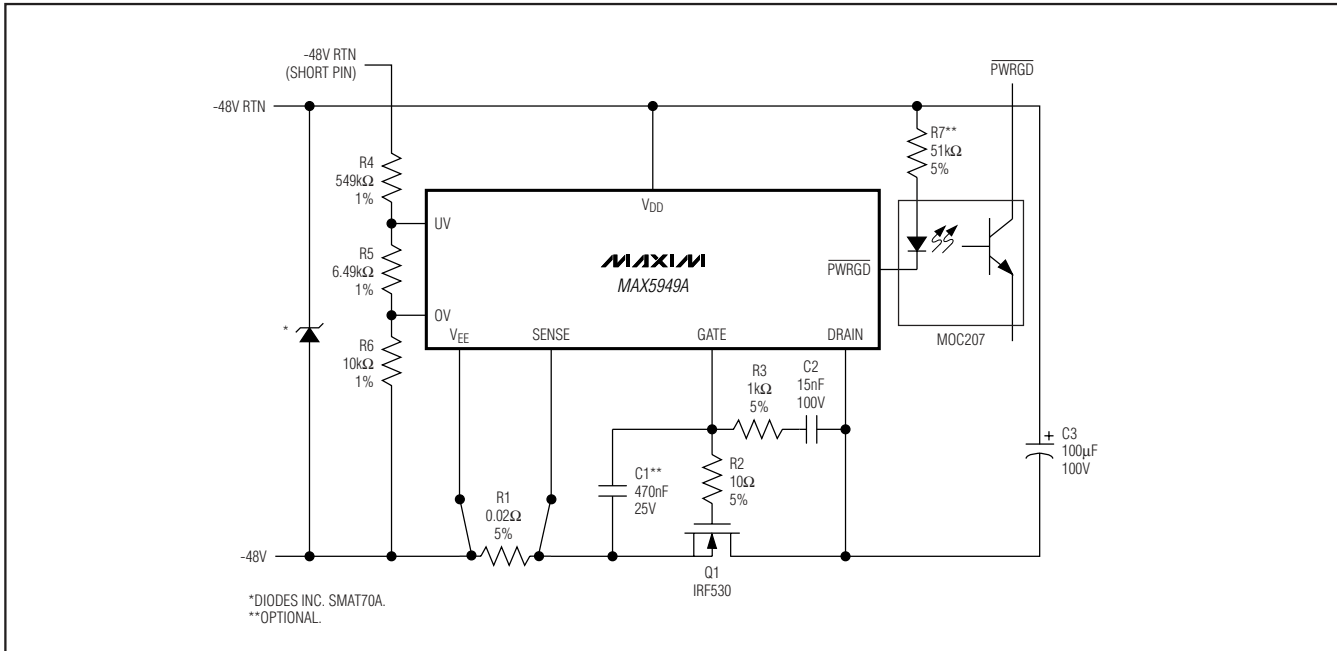 -48V RTN
(SHORT PIN)
PWRGD
-48V RTN
R7**
51kΩ
5%
R4
549kΩ
1%
VDD
UV
R5
6.49kΩ
1%
MAXIM
MAX5949A
PWRGD
*
OV
VEE
SENSE
GATE
DRAIN
MOC207
R6
10kΩ
1%
R3
1kΩ
5%
C2
15nF
100V
+
C3
100µF
100V
C1**
470nF
25V
R2
10Ω
5%
R1
0.02Ω
5%
-48V
Q1
IRF530
*DIODES INC. SMAT70A.
**OPTIONAL.